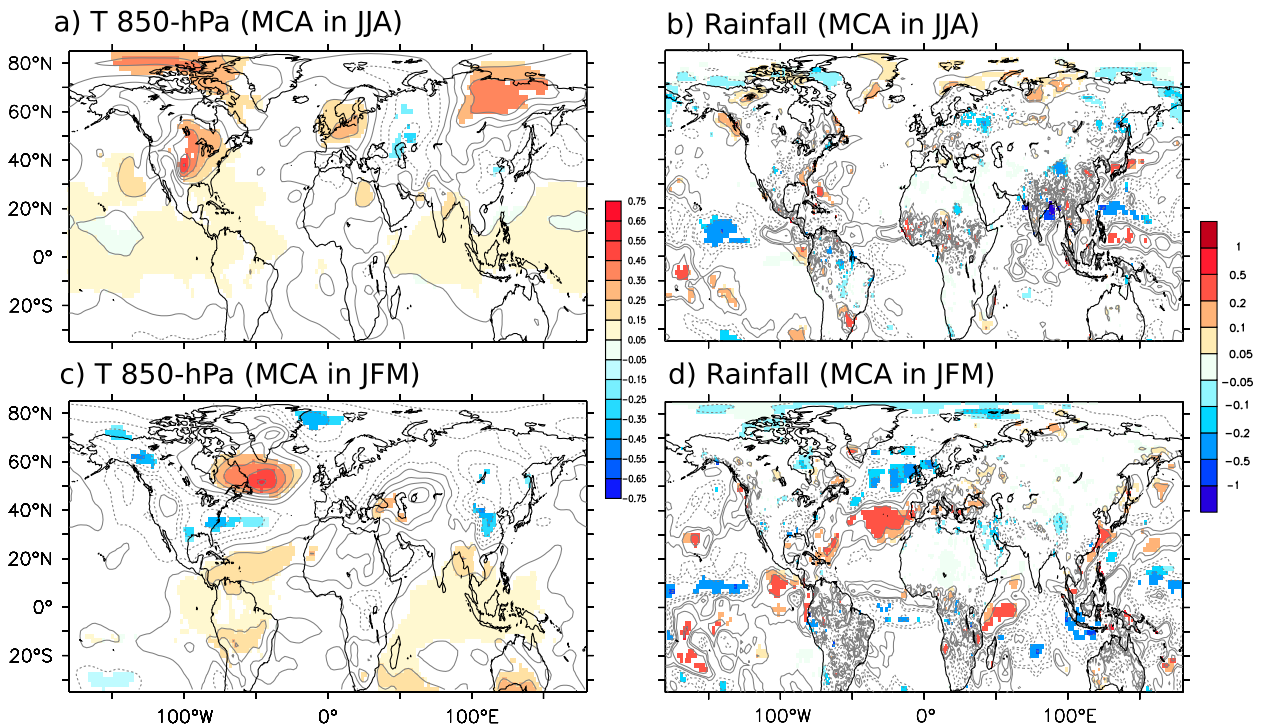 a) T 850-hPa (MCA in JJA)
b) Rainfall (MCA in JJA)
80°N
60°N
40°N
20°N
0°
20°S
0.75
0.65
0.55
0.45
0.35
0.25
0.15
0.05
-0.05
-0.15
-0.25
-0.35
-0.45
-0.55
-0.65
-0.75
1
0.5
0.2
0.1
0.05
-0.05
-0.1
-0.2
-0.5
-1
c) T 850-hPa (MCA in JFM)
d) Rainfall (MCA in JFM)
80°N
60°N
40°N
20°N
0°
20°S
100°W
0°
100°E
100°W
0°
100°E